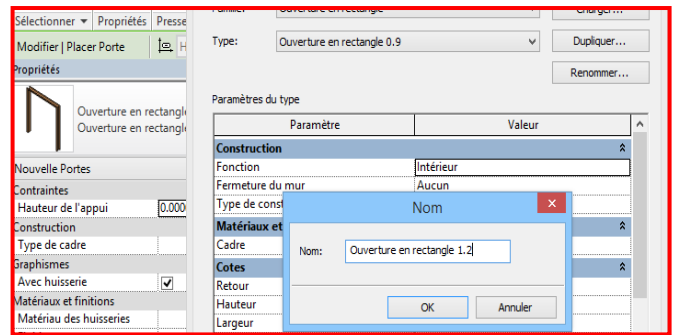 Famille: Ouverture en rectangle Charger...
Sélectionner Propriétés Presse
Modifier | Placer Porte H
Type: Ouverture en rectangle 0.9 Dupliquer...
Propriétés
Renommer...
Ouverture en rectangle
Ouverture en rectangle
Paramètres du type
Paramètre Valeur
Construction
Nouvelle Portes
Fonction Intérieur
Contraintes
Fermeture du mur Aucun
Hauteur de l'appui 0.000
Type de const
Nom
Construction
Matériaux et
Type de cadre
Cadre
Nom: Ouverture en rectangle 1.2
Graphismes
Cotes
Avec huisserie
Retour
Matériaux et finitions
Hauteur
OK Annuler
Matériau des huisseries
Largeur